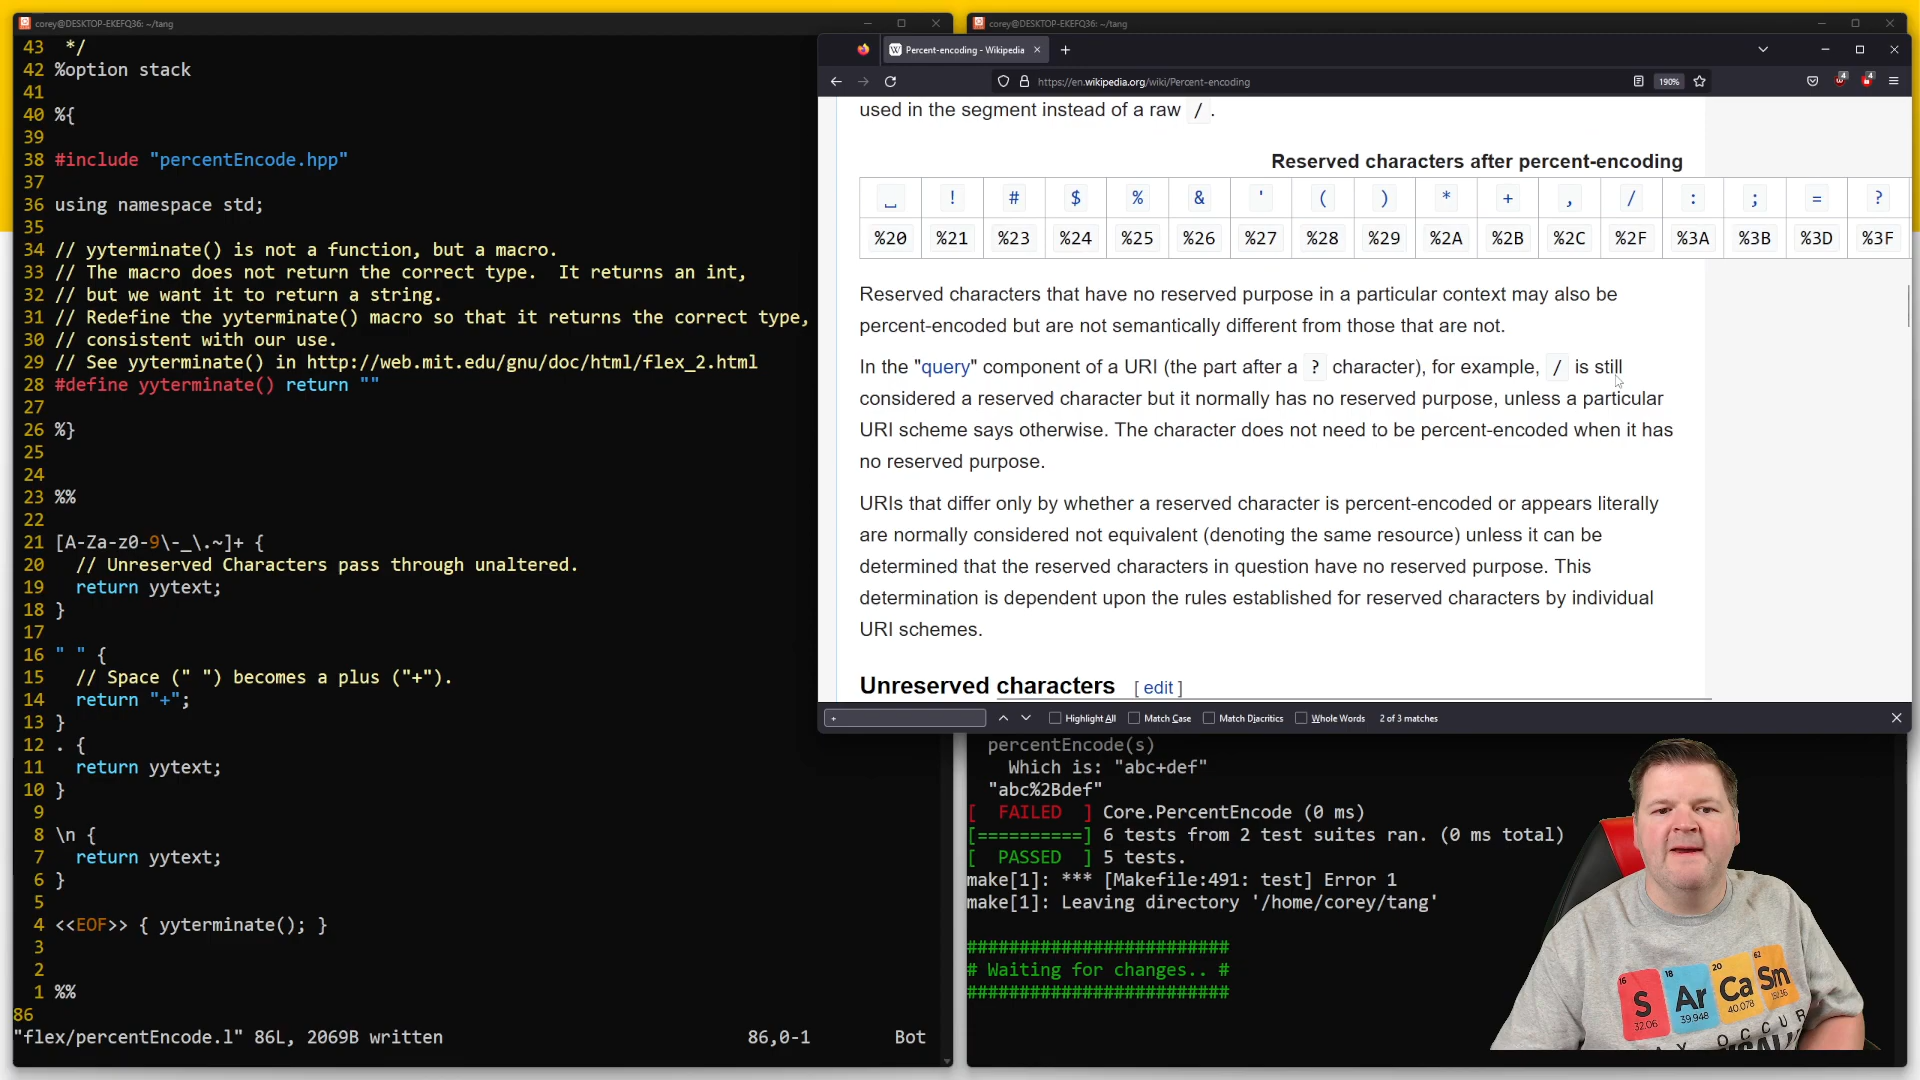 corey@DESKTOP-EKEFQ36: ~/tang
43 */
42 %option stack
41
40 %{
39
38 #include "percentEncode.hpp"
37
36 using namespace std;
35
34 // yyterminate() is not a function, but a macro.
33 // The macro does not return the correct type.  It returns an int,
32 // but we want it to return a string.
31 // Redefine the yyterminate() macro so that it returns the correct type,
30 // consistent with our use.
29 // See yyterminate() in http://web.mit.edu/gnu/doc/html/flex_2.html
28 #define yyterminate() return ""
27
26 %}
25
24
23 %%
22
21 [A-Za-z0-9\-_\.~]+ {
20   // Unreserved Characters pass through unaltered.
19   return yytext;
18 }
17
16 " " {
15   // Space (" ") becomes a plus ("+").
14   return "+";
13 }
12 . {
11   return yytext;
10 }
9
8 \n {
7   return yytext;
6 }
5
4 <<EOF>> { yyterminate(); }
3
2
1 %%
86
"flex/percentEncode.l" 86L, 2069B written 86,0-1 Bot
corey@DESKTOP-EKEFQ36: ~/tang
Percent-encoding - Wikipedia
https://en.wikipedia.org/wiki/Percent-encoding 190% 4 4
used in the segment instead of a raw / .
Reserved characters after percent-encoding
␣ ! # $ % & ' ( ) * + , / : ; = ?
%20 %21 %23 %24 %25 %26 %27 %28 %29 %2A %2B %2C %2F %3A %3B %3D %3F
Reserved characters that have no reserved purpose in a particular context may also be
percent-encoded but are not semantically different from those that are not.
In the "query" component of a URI (the part after a ? character), for example, / is still
considered a reserved character but it normally has no reserved purpose, unless a particular
URI scheme says otherwise. The character does not need to be percent-encoded when it has
no reserved purpose.
URIs that differ only by whether a reserved character is percent-encoded or appears literally
are normally considered not equivalent (denoting the same resource) unless it can be
determined that the reserved characters in question have no reserved purpose. This
determination is dependent upon the rules established for reserved characters by individual
URI schemes.
Unreserved characters [ edit ]
+ Highlight All Match Case Match Diacritics Whole Words 2 of 3 matches
percentEncode(s)
Which is: "abc+def"
"abc%2Bdef"
[  FAILED  ] Core.PercentEncode (0 ms)
[==========] 6 tests from 2 test suites ran. (0 ms total)
[  PASSED  ] 5 tests.
make[1]: *** [Makefile:491: test] Error 1
make[1]: Leaving directory '/home/corey/tang'
#########################
# Waiting for changes.. #
#########################
16 18 20 62
S Ar Ca Sm
32.06 39.948 40.078
OCCUR